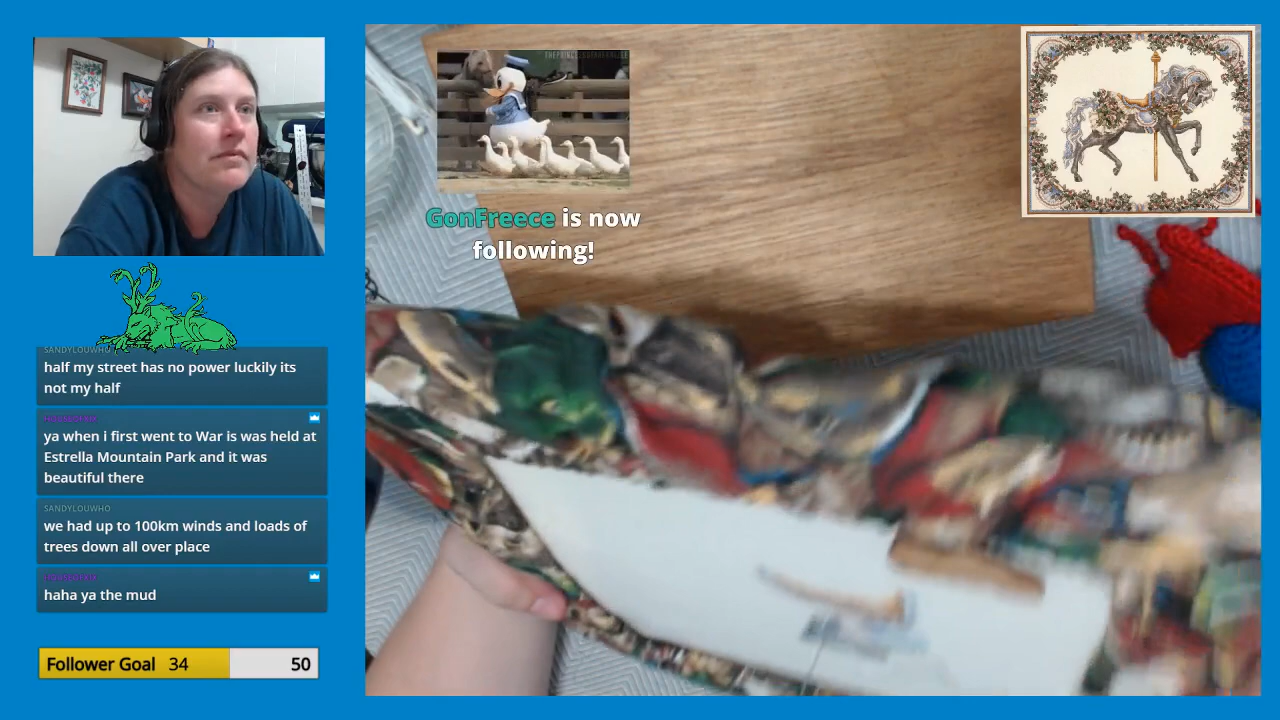 GonFreece is now
following!
SANDYLOUWHO
half my street has no power luckily its
not my half
ya when i first went to War is was held at
Estrella Mountain Park and it was
beautiful there
SANDYLOUWHO
we had up to 100km winds and loads of
trees down all over place
haha ya the mud
Follower Goal 34 50